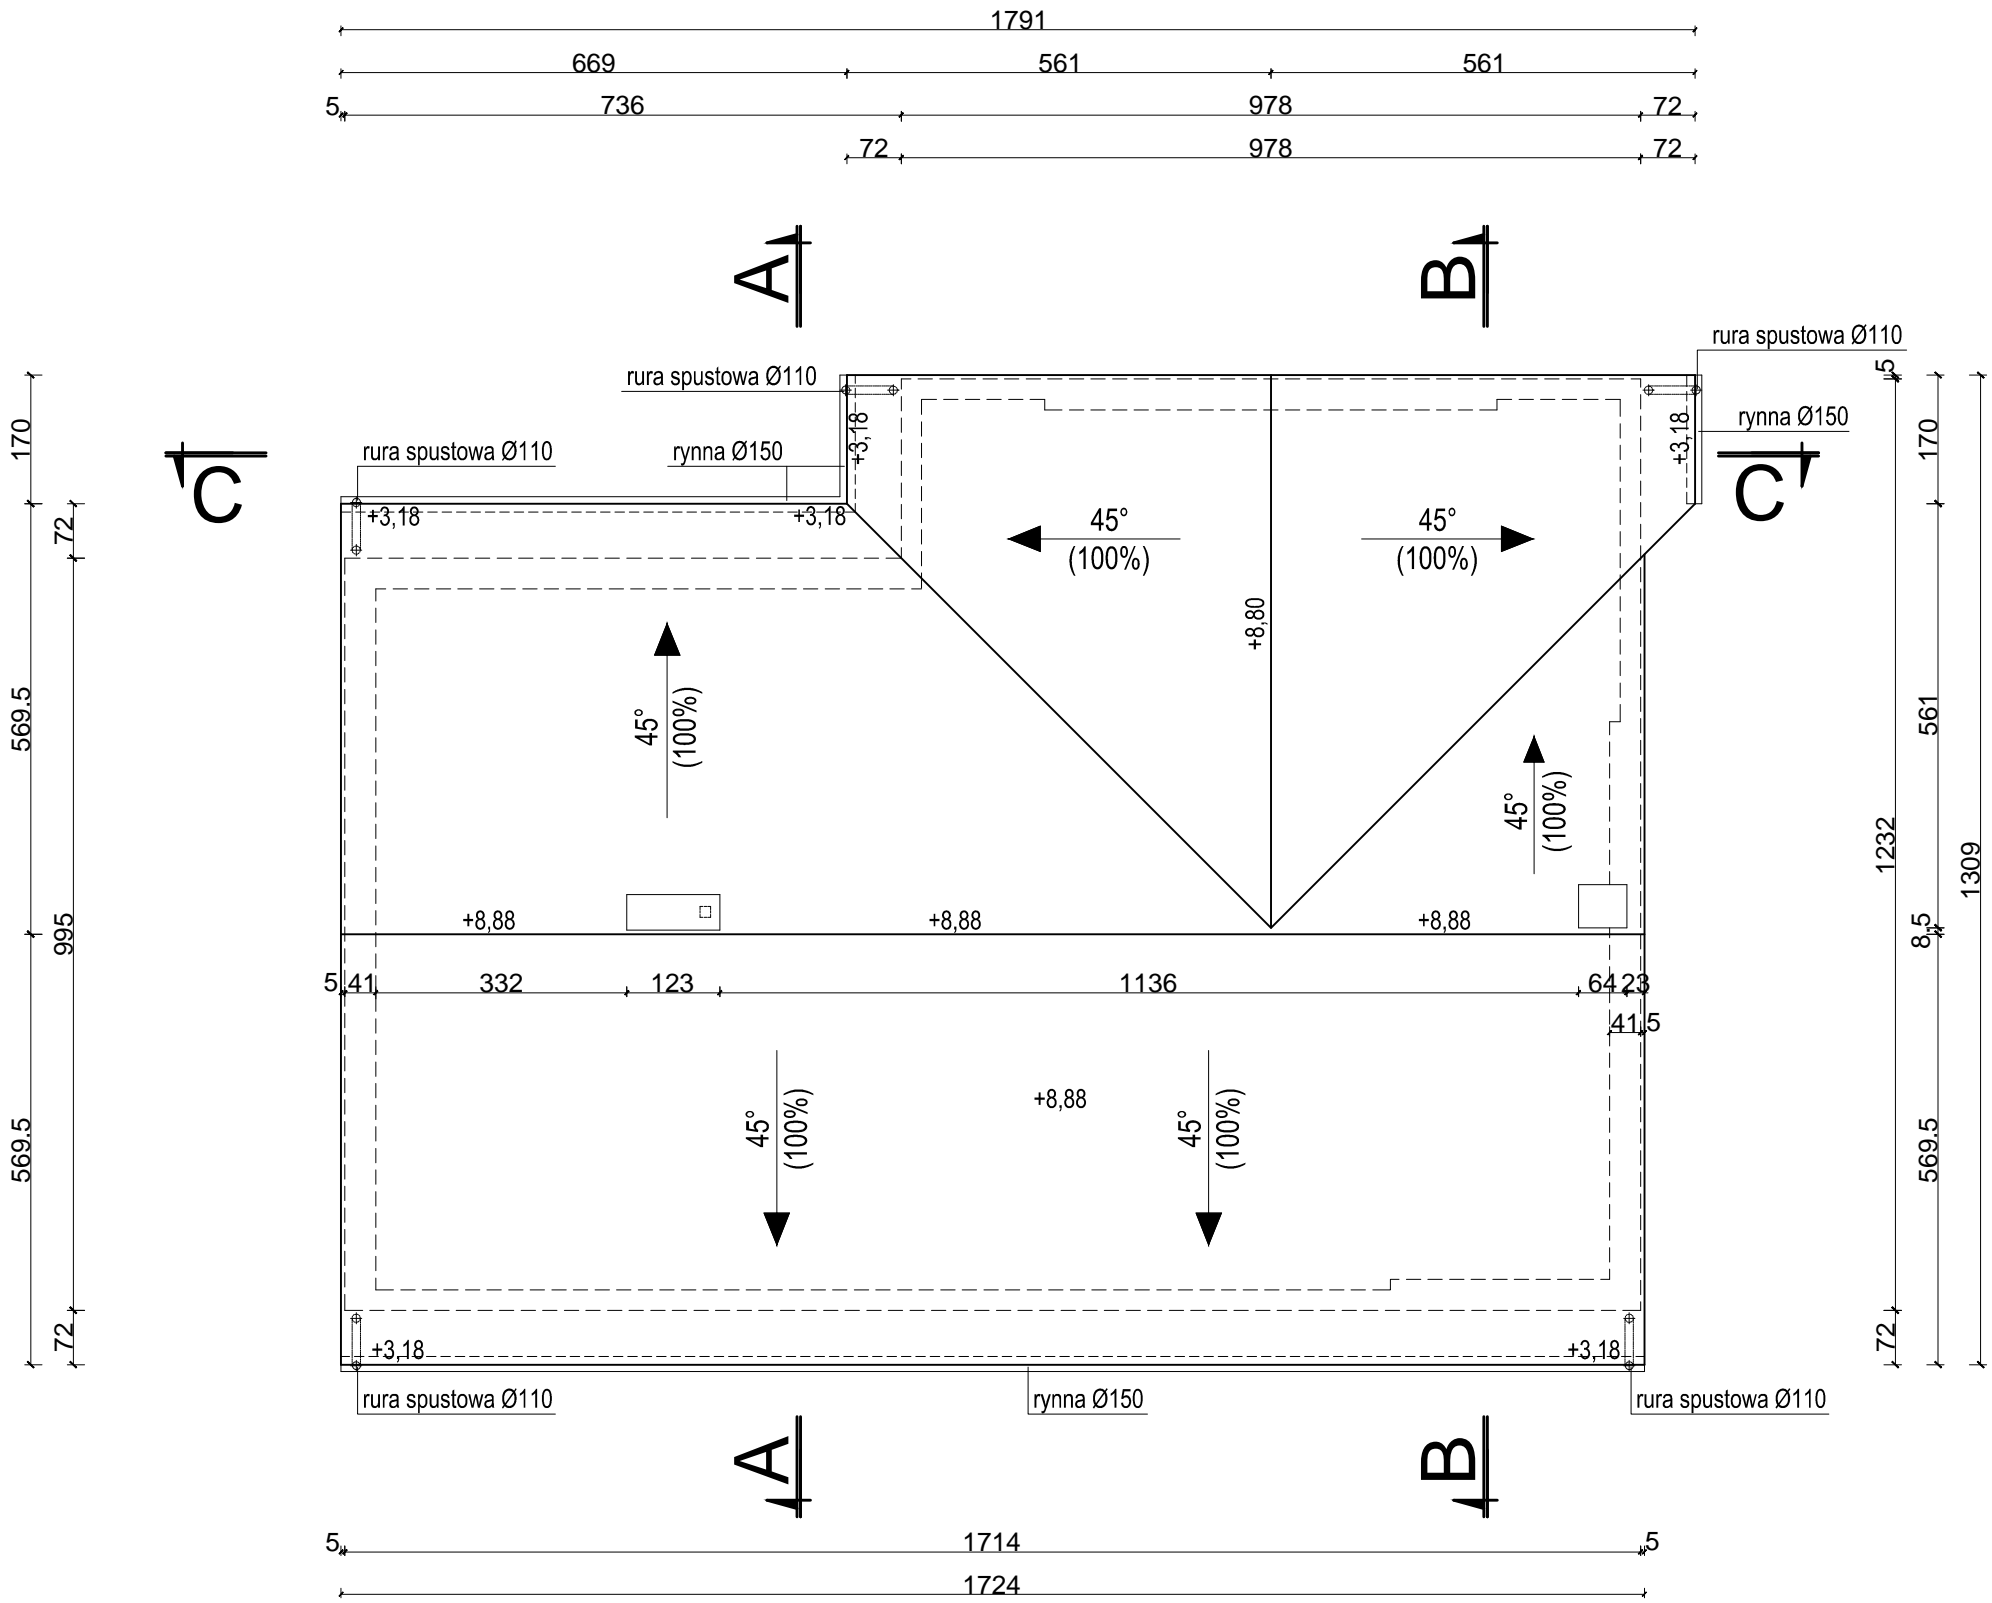 1791
669 561 561
5 736 978 72
72 978 72
A B
rura spustowa Ø110
rura spustowa Ø110
5
+3,18 +3,18
rynna Ø150
170 170
rura spustowa Ø110 rynna Ø150
C C
+3,18 +3,18
72
45° 45°
(100%) (100%)
+8,80
569.5 45° (100%) 561
45° (100%)
1232
1309
995
+8,88 +8,88 +8,88
8,5
5 41 332 123 1136 64 23
41 5
45° (100%) +8,88 45° (100%)
569.5 569.5
72 72
+3,18 +3,18
rura spustowa Ø110 rynna Ø150 rura spustowa Ø110
A B
5 1714 5
1724